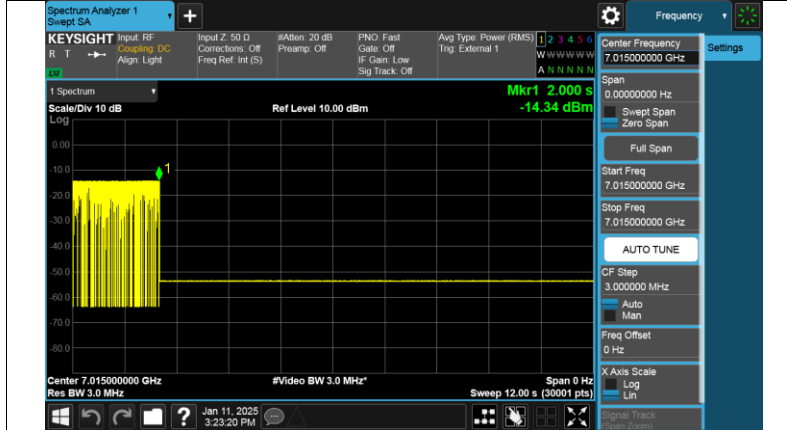 Spectrum Analyzer 1
Swept SA
Frequency
KEYSIGHT
R T
LXI
Input: RF
Coupling: DC
Align: Light
Input Z: 50 Ω
Corrections: Off
Freq Ref: Int (S)
#Atten: 20 dB
Preamp: Off
PNO: Fast
Gate: Off
IF Gain: Low
Sig Track: Off
Avg Type: Power (RMS)
Trig: External 1
1 2 3 4 5 6
W W W W W W
A N N N N N
1 Spectrum
Scale/Div 10 dB
Ref Level 10.00 dBm
Mkr1 2.000 s
-14.34 dBm
Log
0.00
-10.0
-20.0
-30.0
-40.0
-50.0
-60.0
-70.0
-80.0
1
Center 7.015000000 GHz
Res BW 3.0 MHz
#Video BW 3.0 MHz*
Span 0 Hz
Sweep 12.00 s (30001 pts)
?
Jan 11, 2025
3:23:20 PM
Center Frequency
7.015000000 GHz
Span
0.00000000 Hz
Swept Span
Zero Span
Full Span
Start Freq
7.015000000 GHz
Stop Freq
7.015000000 GHz
AUTO TUNE
CF Step
3.000000 MHz
Auto
Man
Freq Offset
0 Hz
X Axis Scale
Log
Lin
Signal Track
(Span Zoom)
Settings